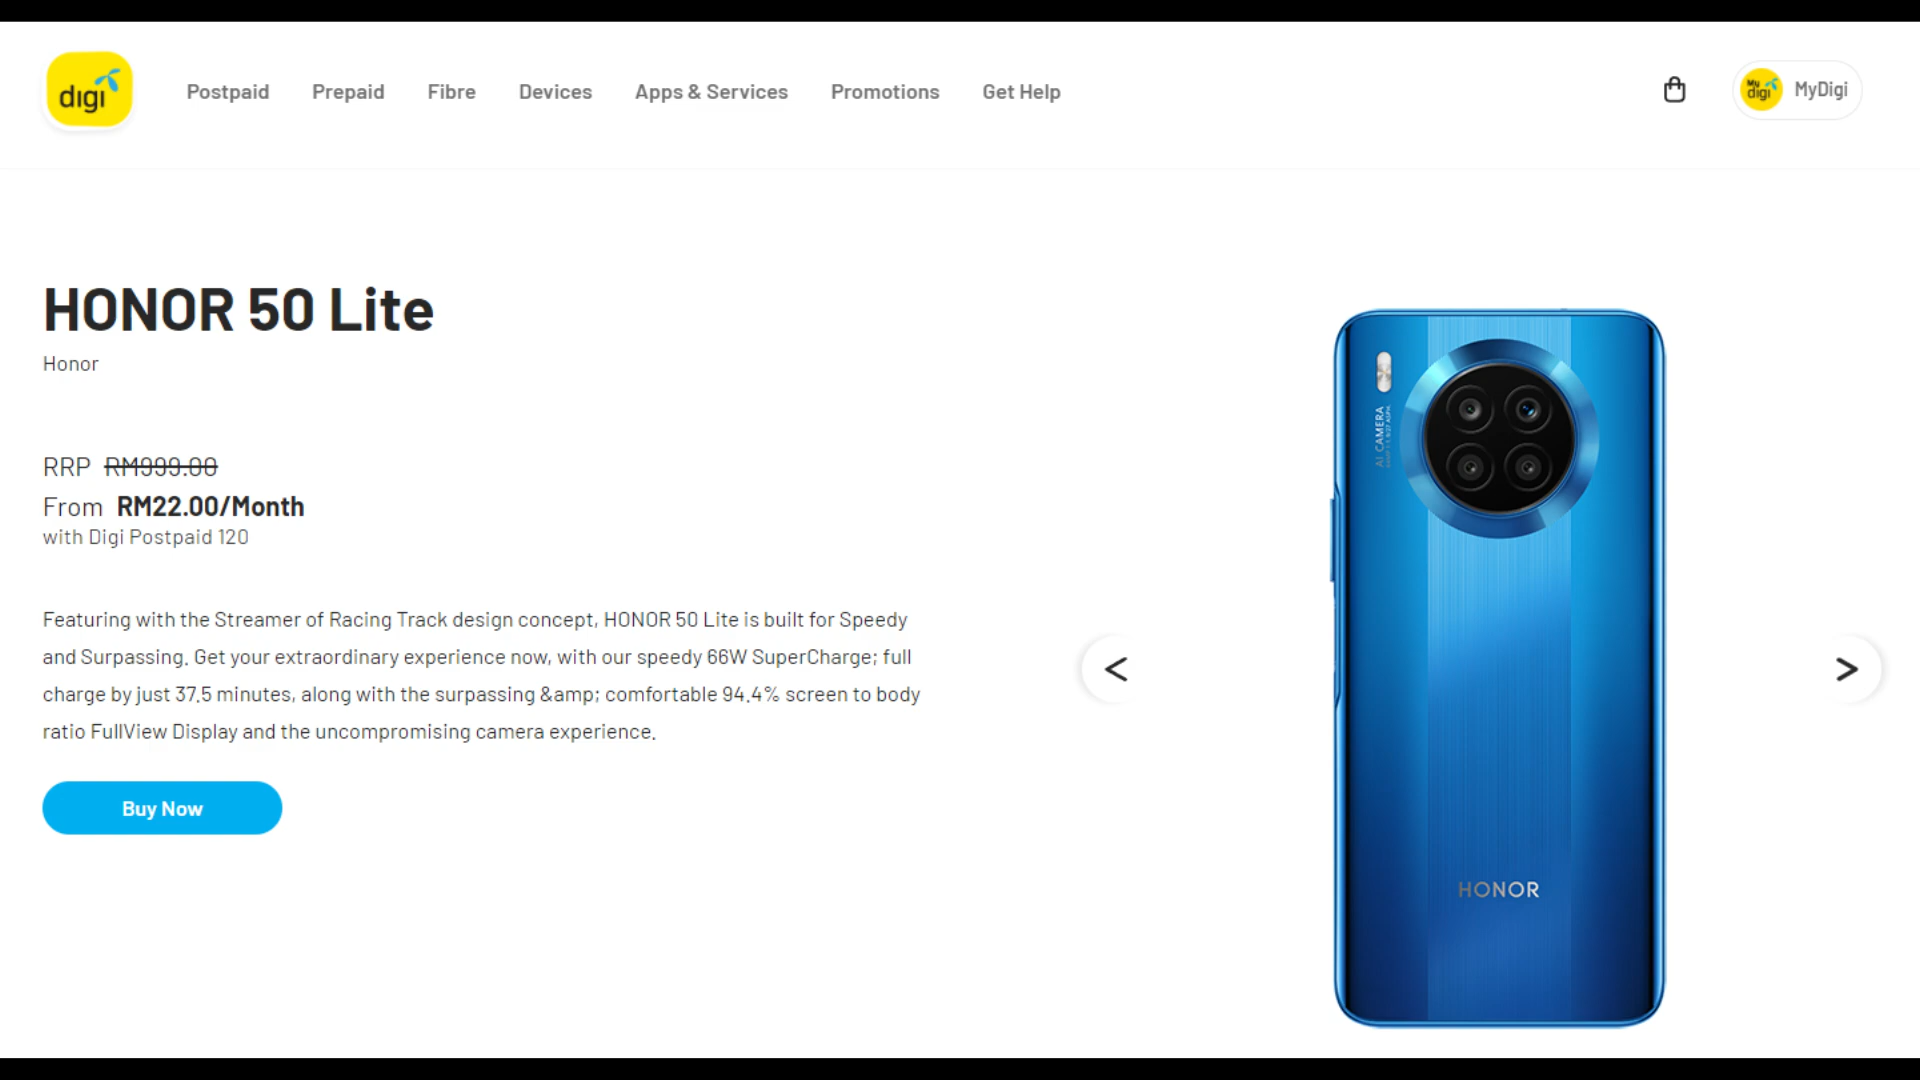 digi
Postpaid
Prepaid
Fibre
Devices
Apps & Services
Promotions
Get Help
My digi
MyDigi
HONOR 50 Lite
Honor
RRP RM999.00
From RM22.00/Month
with Digi Postpaid 120
Featuring with the Streamer of Racing Track design concept, HONOR 50 Lite is built for Speedy
and Surpassing. Get your extraordinary experience now, with our speedy 66W SuperCharge; full
charge by just 37.5 minutes, along with the surpassing &amp; comfortable 94.4% screen to body
ratio FullView Display and the uncompromising camera experience.
Buy Now
<
>
AI CAMERA
HONOR